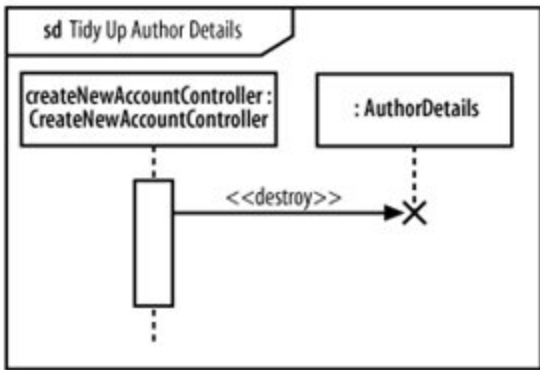 sd Tidy Up Author Details
createNewAccountController :
CreateNewAccountController
: AuthorDetails
<<destroy>>